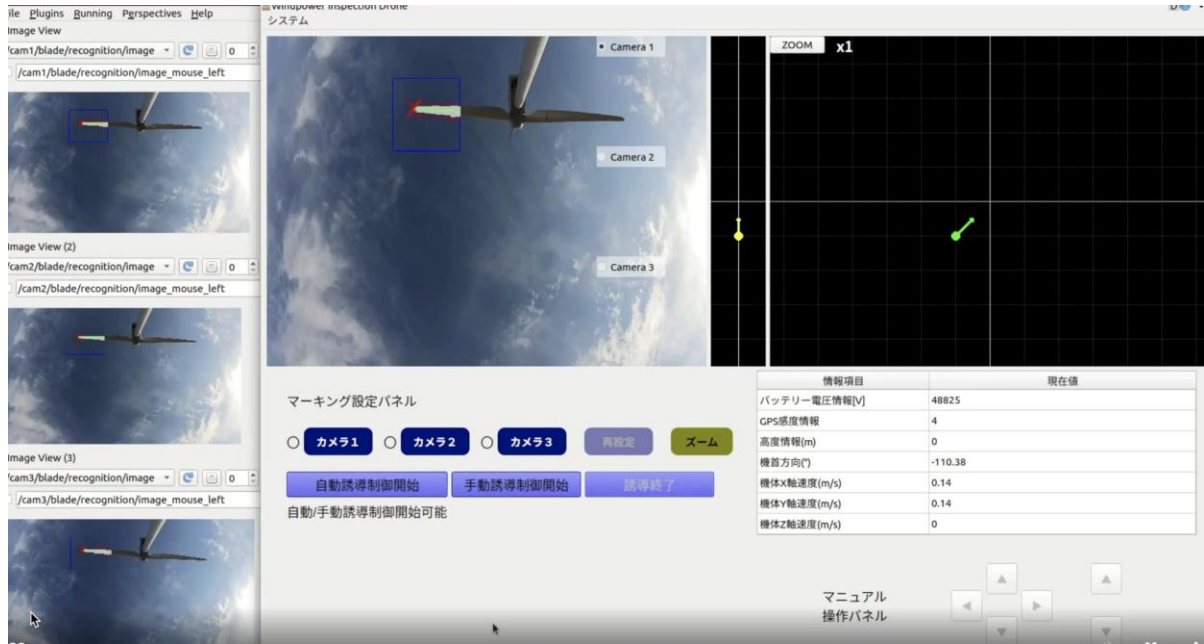 ile Plugins Running Perspectives Help
Image View
/cam1/blade/recognition/image
0
/cam1/blade/recognition/image_mouse_left
Image View (2)
/cam2/blade/recognition/image
0
/cam2/blade/recognition/image_mouse_left
Image View (3)
/cam3/blade/recognition/image
0
/cam3/blade/recognition/image_mouse_left
Windpower Inspection Drone
システム
Camera 1
Camera 2
Camera 3
ZOOM x1
マーキング設定パネル
カメラ1 カメラ2 カメラ3 再設定 ズーム
自動誘導制御開始 手動誘導制御開始 誘導終了
自動/手動誘導制御開始可能
情報項目 現在値
バッテリー電圧情報[V] 48825
GPS感度情報 4
高度情報(m) 0
機首方向(°) -110.38
機体X軸速度(m/s) 0.14
機体Y軸速度(m/s) 0.14
機体Z軸速度(m/s) 0
マニュアル
操作パネル